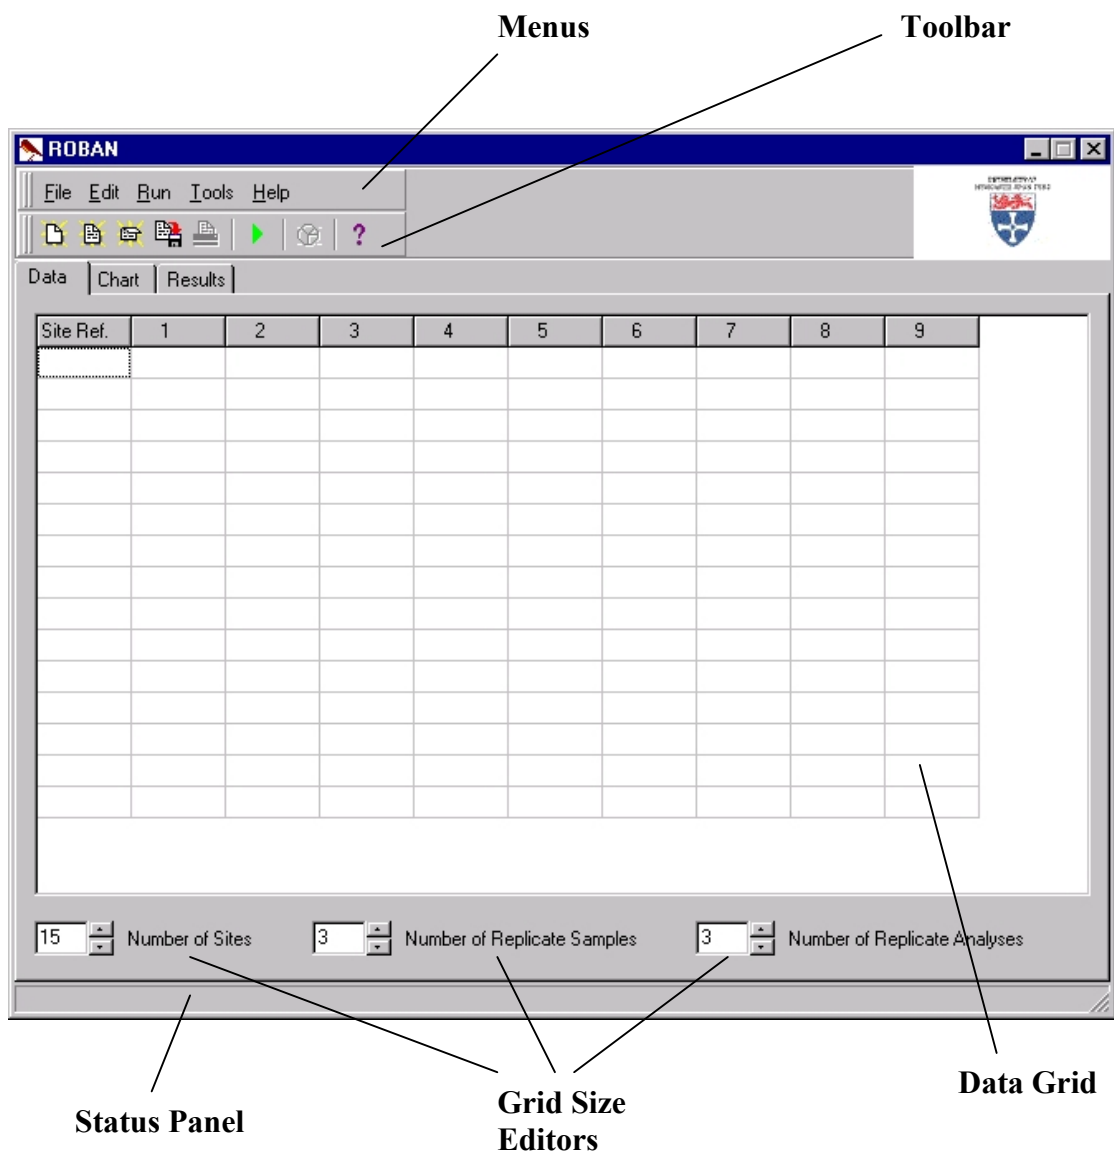 Menus
Toolbar
ROBAN
File Edit Run Tools Help
Data Chart Results
Site Ref. 1 2 3 4 5 6 7 8 9
15 Number of Sites 3 Number of Replicate Samples 3 Number of Replicate Analyses
Status Panel
Grid Size
Editors
Data Grid